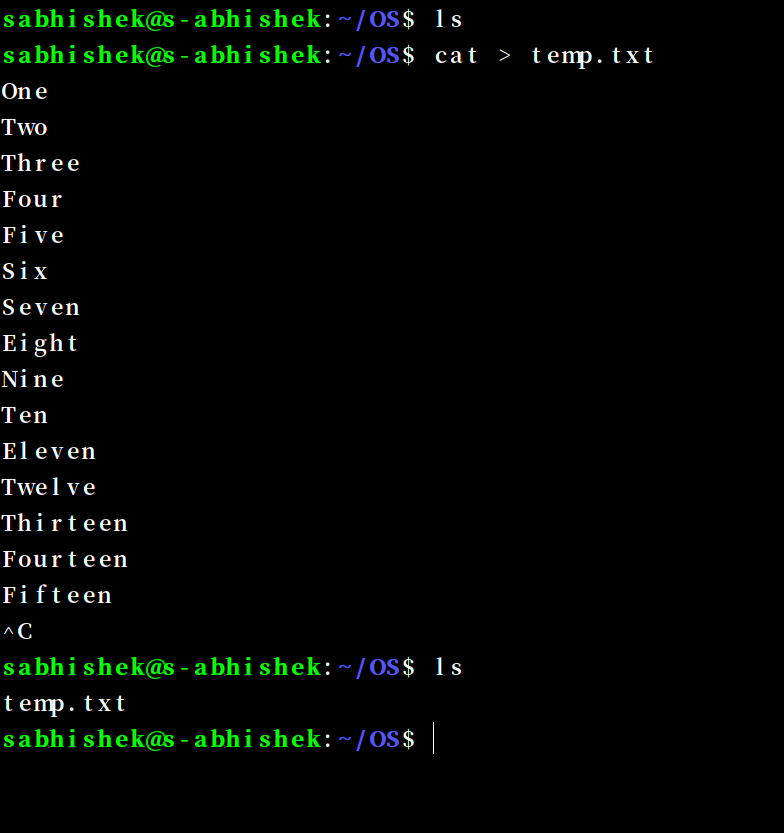 sabhishek@s-abhishek:~/OS$ ls
sabhishek@s-abhishek:~/OS$ cat > temp.txt
One
Two
Three
Four
Five
Six
Seven
Eight
Nine
Ten
Eleven
Twelve
Thirteen
Fourteen
Fifteen
^C
sabhishek@s-abhishek:~/OS$ ls
temp.txt
sabhishek@s-abhishek:~/OS$